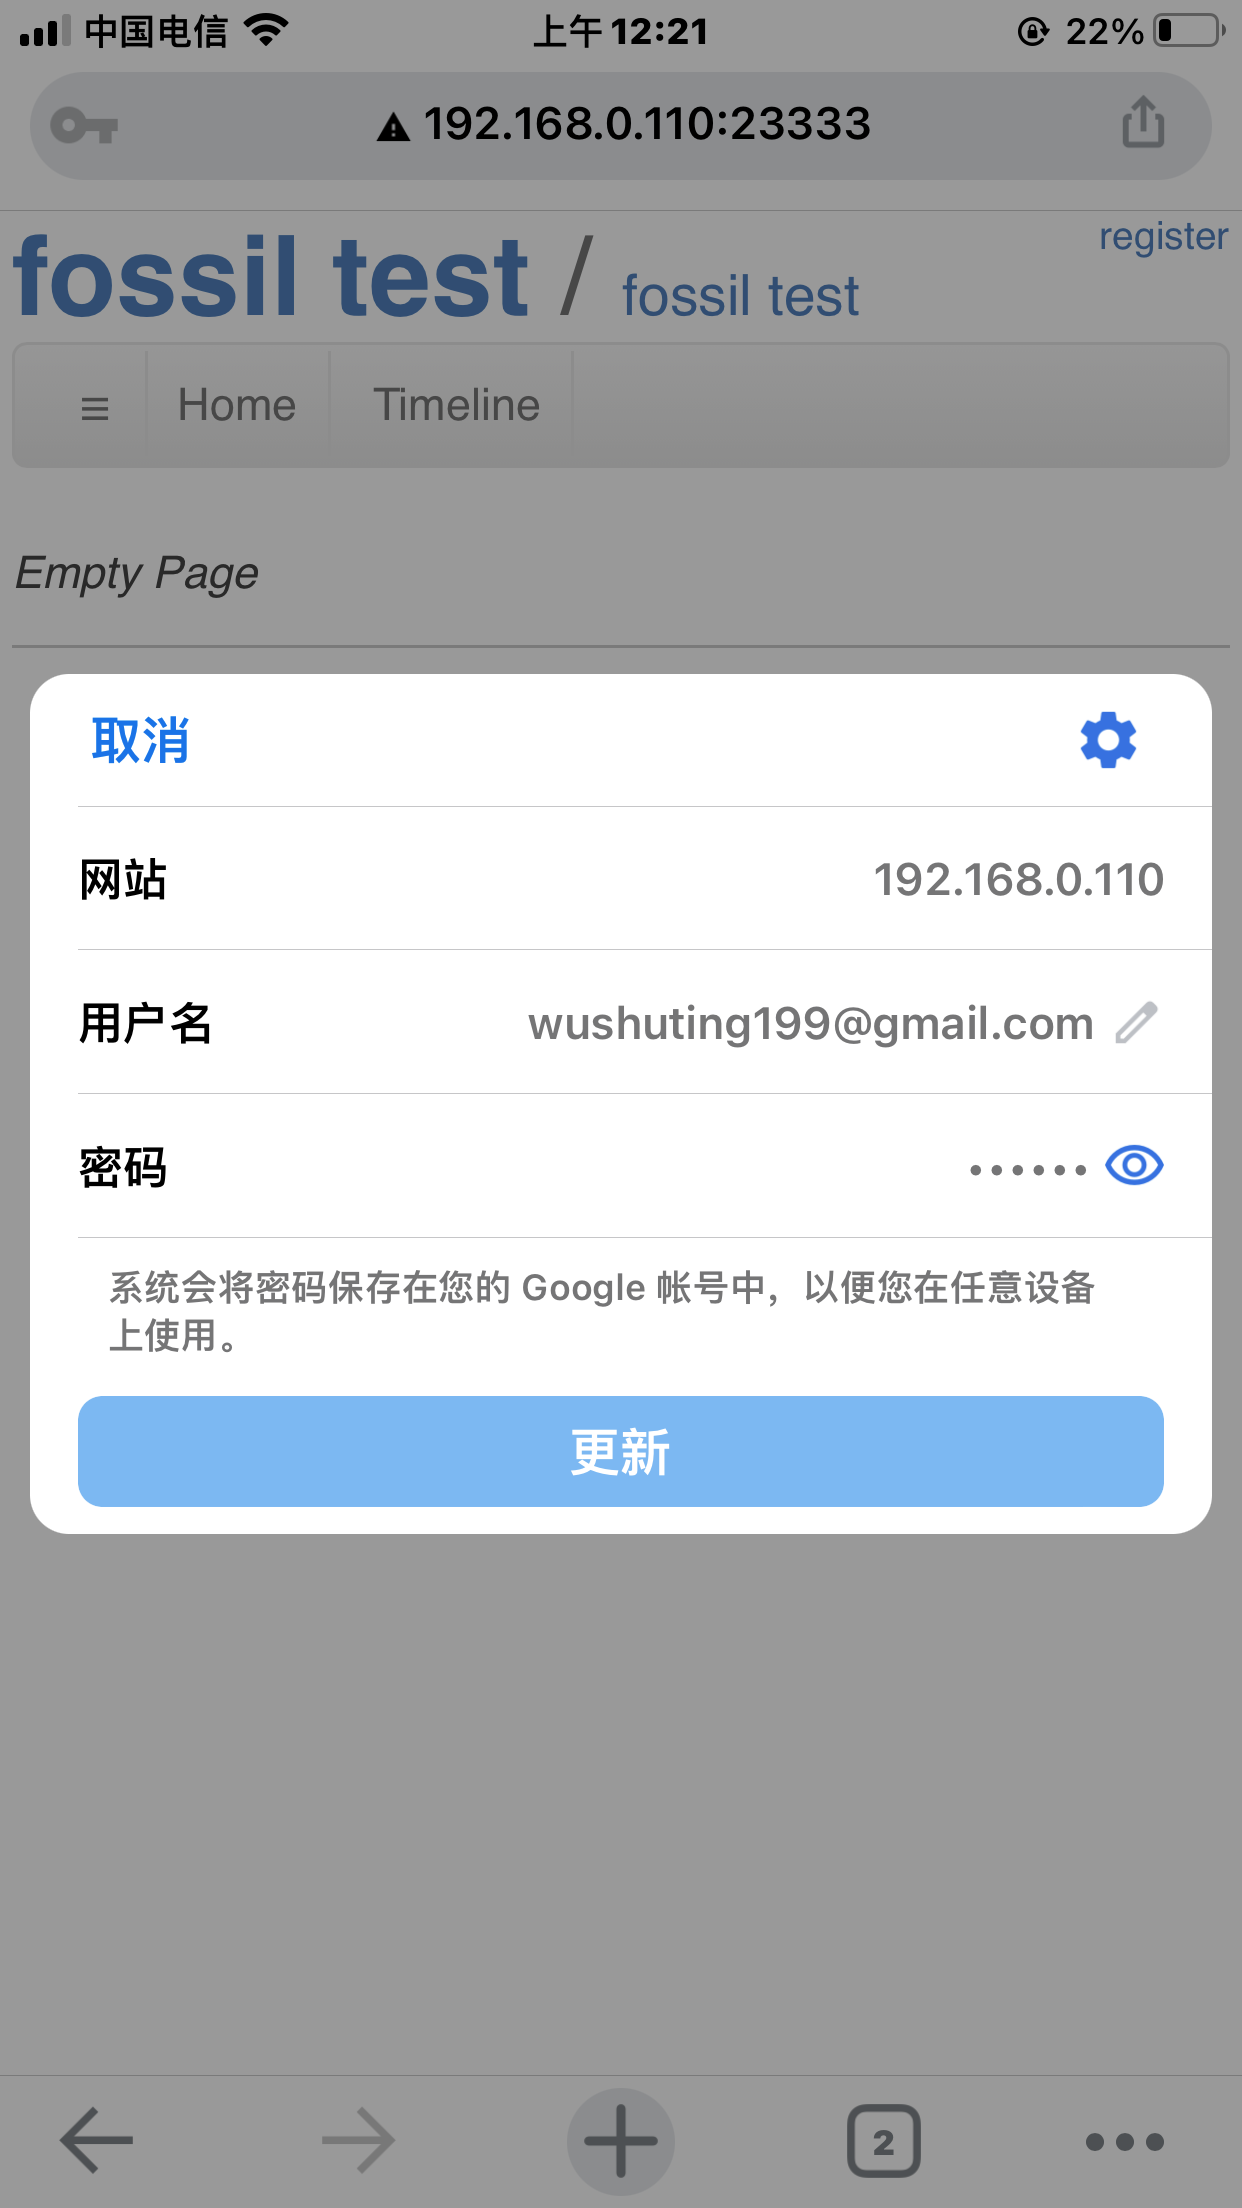 中国电信 上午 12:21 22%
192.168.0.110:23333
register
fossil test / fossil test
≡ Home Timeline
Empty Page
取消
网站 192.168.0.110
用户名 wushuting199@gmail.com
密码 ••••••
系统会将密码保存在您的 Google 帐号中，以便您在任意设备
上使用。
更新
2